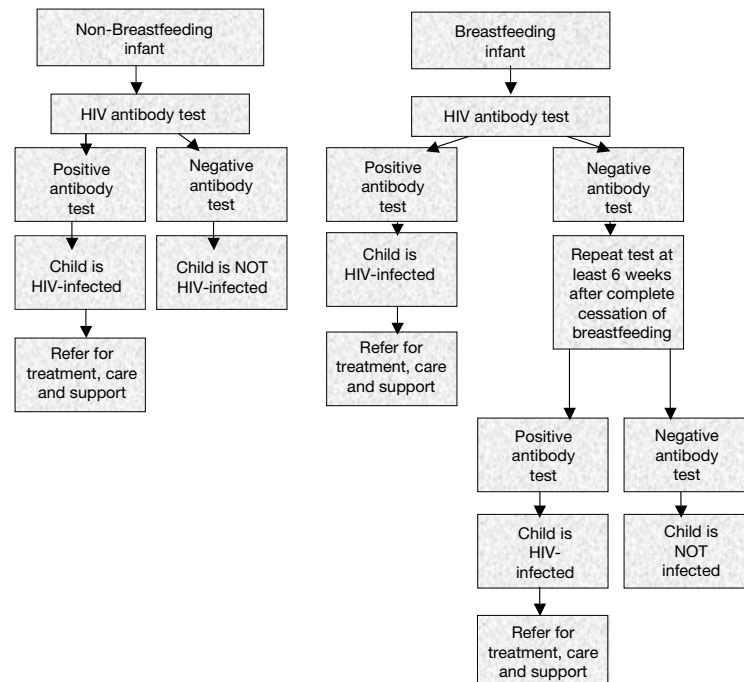 Non-Breastfeeding
infant
HIV antibody test
Positive
antibody
test
Negative
antibody
test
Child is
HIV-infected
Child is NOT
HIV-infected
Refer for
treatment, care
and support
Breastfeeding
infant
HIV antibody test
Positive
antibody
test
Negative
antibody
test
Child is
HIV-infected
Repeat test at
least 6 weeks
after complete
cessation of
breastfeeding
Refer for
treatment, care
and support
Positive
antibody
test
Negative
antibody
test
Child is
HIV-
infected
Child is
NOT
infected
Refer for
treatment, care
and support